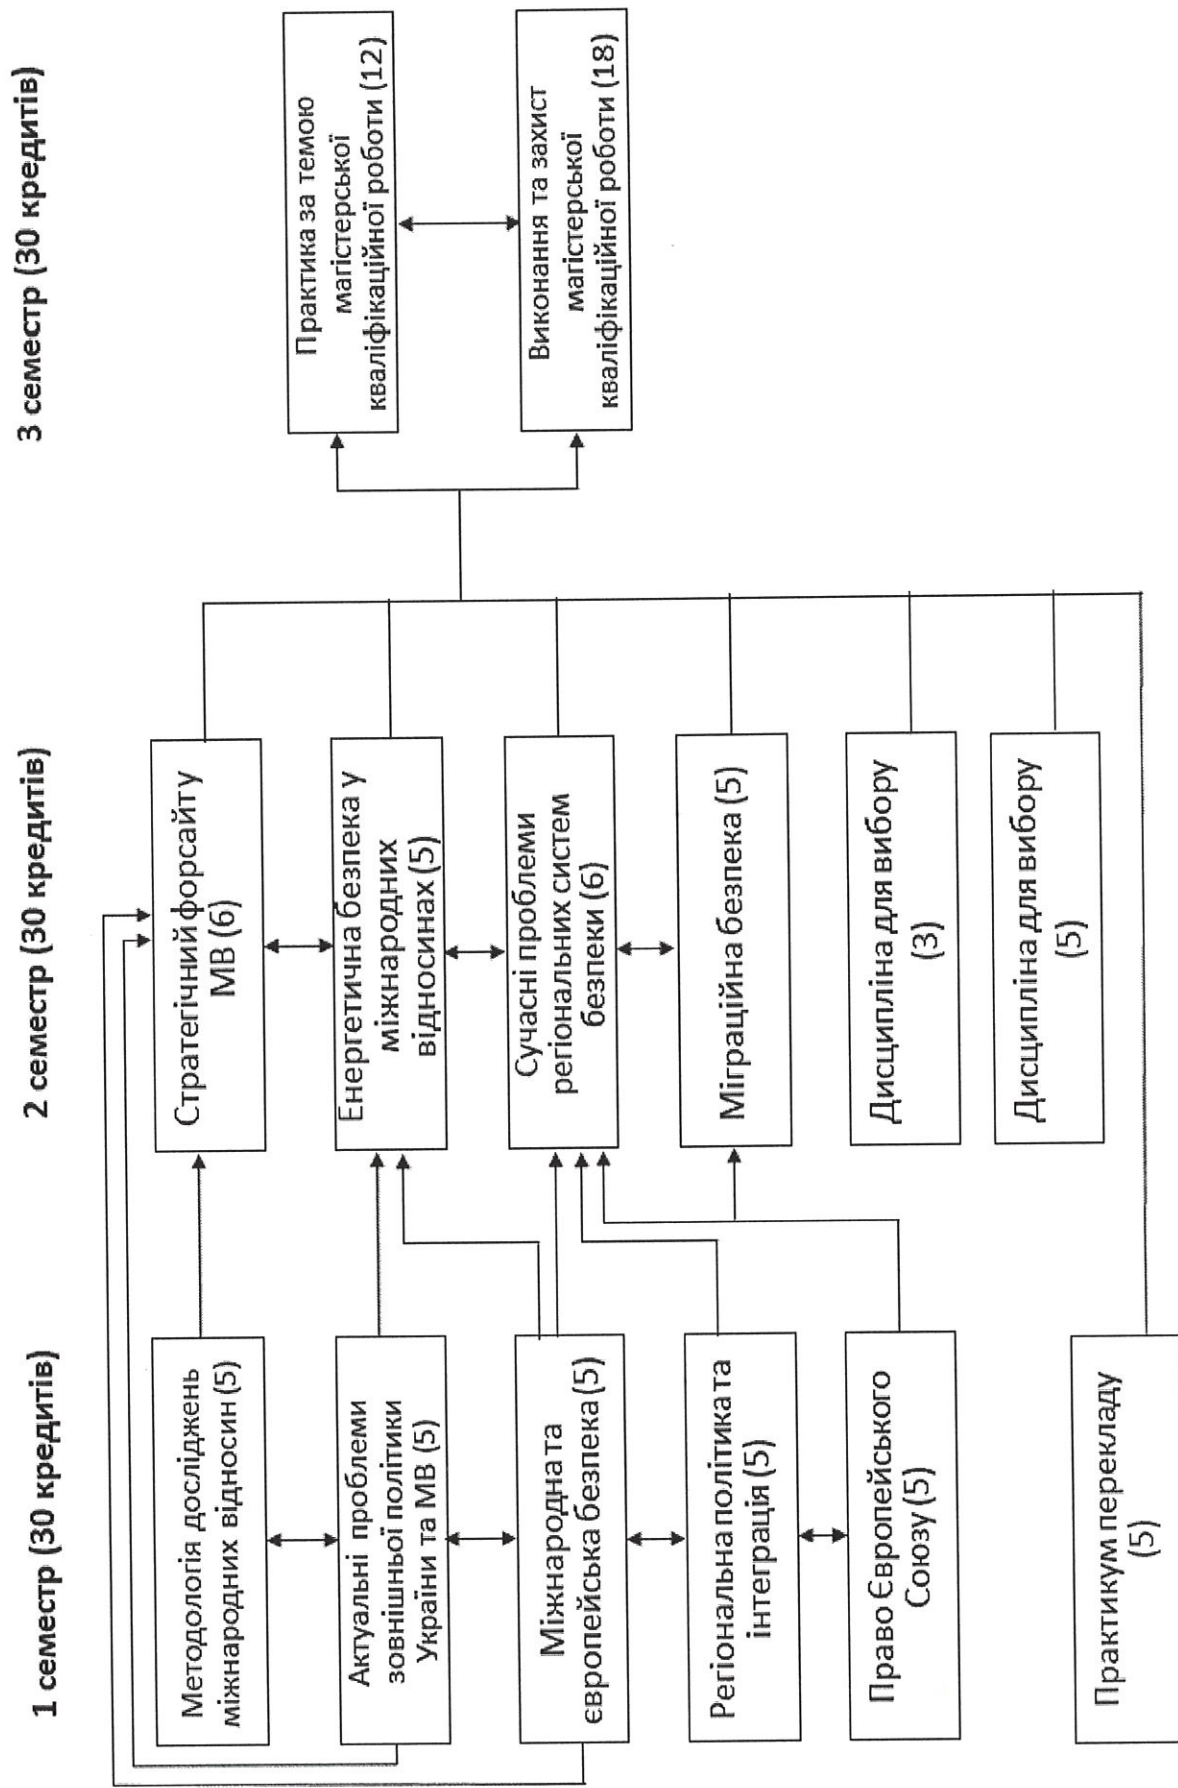 1 семестр (30 кредитів)
Методологія досліджень
міжнародних відносин (5)
Актуальні проблеми
зовнішньої політики
України та МВ (5)
Міжнародна та
європейська безпека (5)
Регіональна політика та
інтеграція (5)
Право Європейського
Союзу (5)
Практикум перекладу
(5)
2 семестр (30 кредитів)
Стратегічний форсайту
МВ (6)
Енергетична безпека у
міжнародних
відносинах (5)
Сучасні проблеми
регіональних систем
безпеки (6)
Міграційна безпека (5)
Дисципліна для вибору
(3)
Дисципліна для вибору
(5)
3 семестр (30 кредитів)
Практика за темою
магістерської
кваліфікаційної роботи (12)
Виконання та захист
магістерської
кваліфікаційної роботи (18)